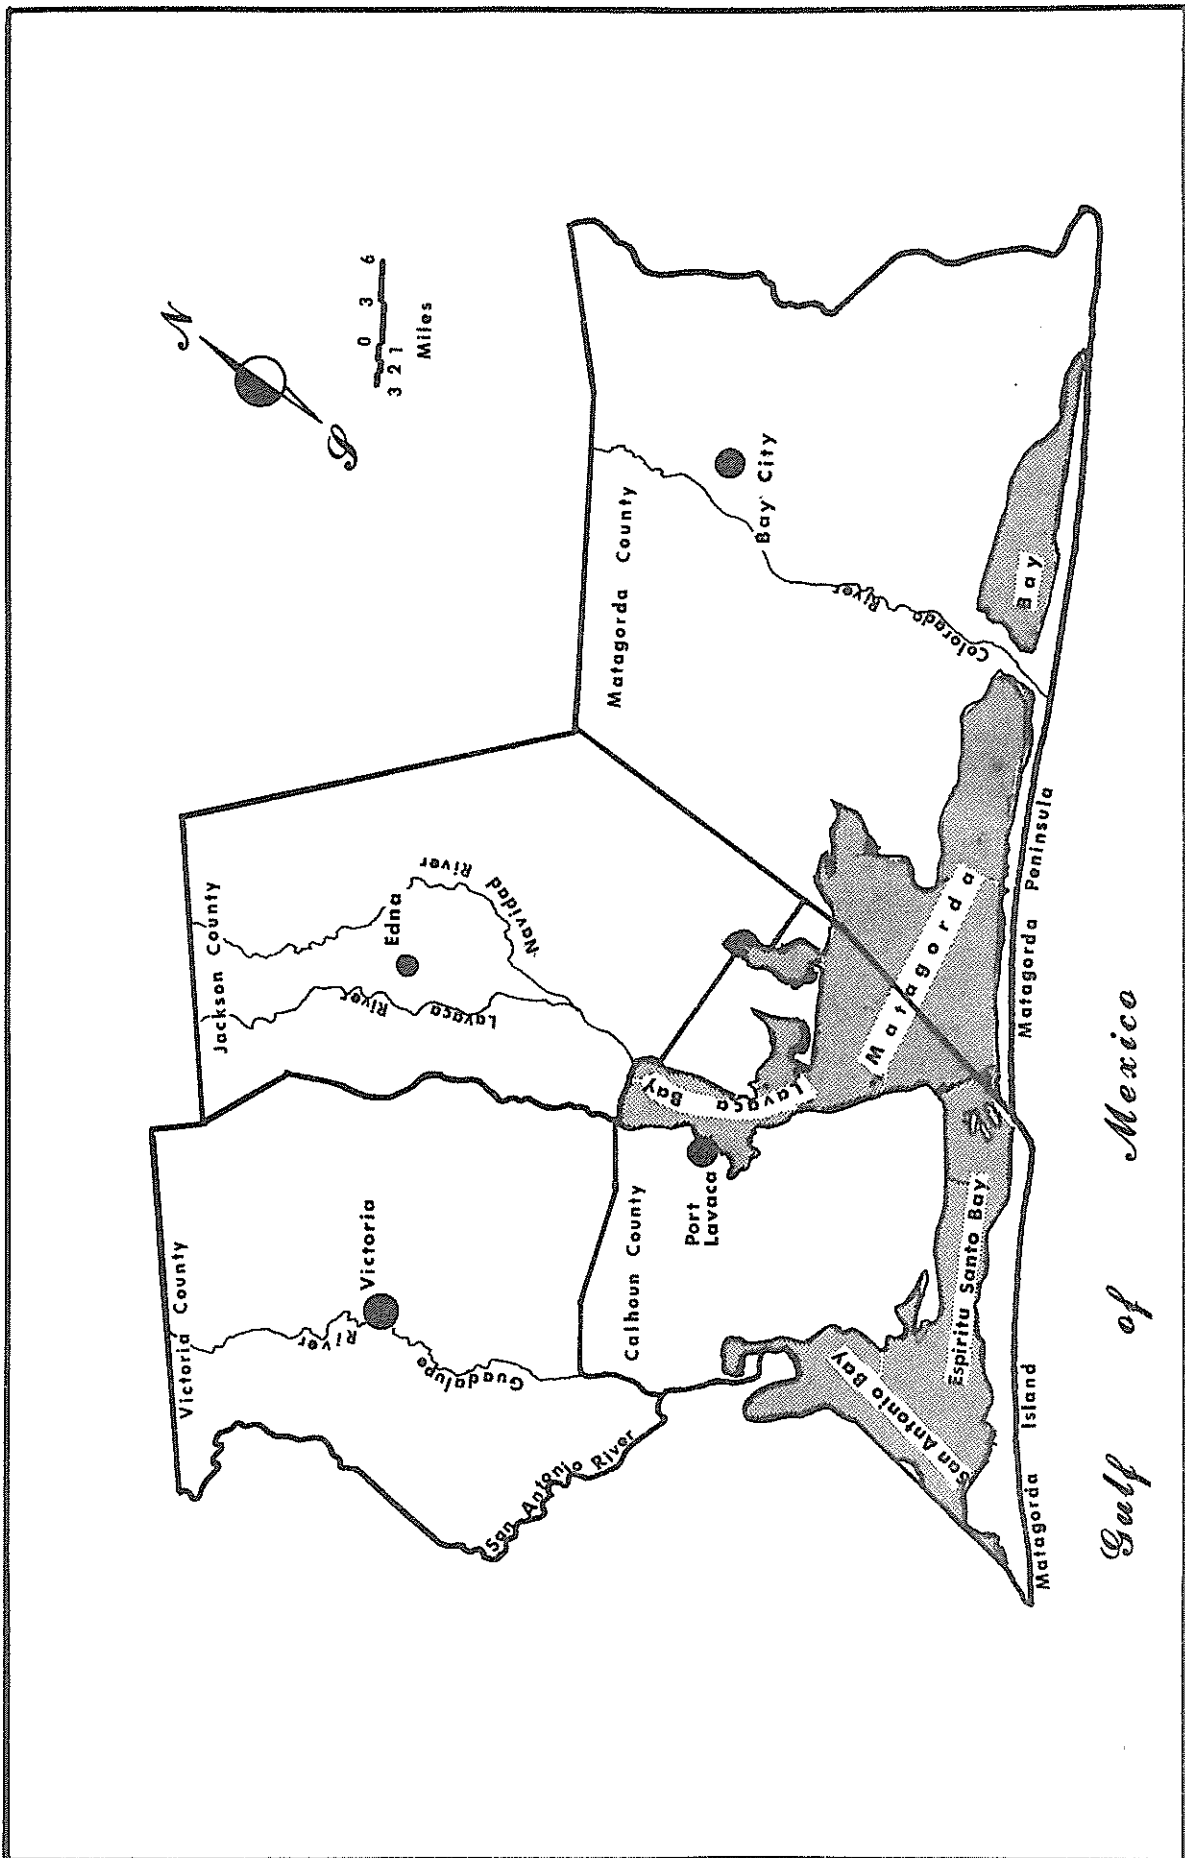 N
S
3 2 1 0 3 6
Miles
Victoria County
Jackson County
Guadalupe River
Victoria
Lavaca River
Edna
Navidad River
San Antonio River
Calhoun County
Matagorda County
Port
Lavaca
Lavaca Bay
Bay City
Colorado River
San Antonio Bay
Espiritu Santo Bay
Matagorda Bay
Matagorda Island
Matagorda Peninsula
Gulf of Mexico